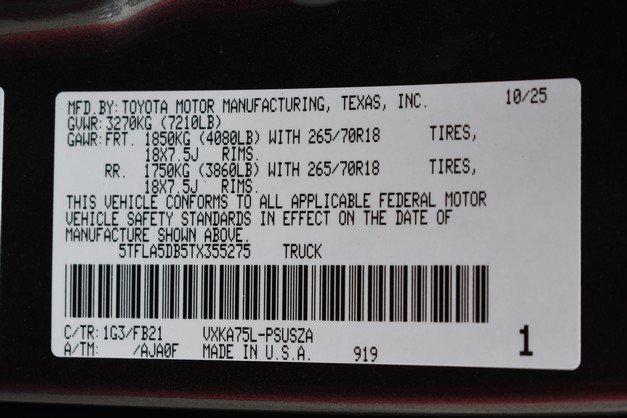 MFD.BY:TOYOTA MOTOR MANUFACTURING, TEXAS, INC. 10/25
GVWR:3270KG (7210LB)
GAWR:FRT. 1850KG (4080LB) WITH 265/70R18 TIRES,
18X7.5J RIMS.
RR. 1750KG (3860LB) WITH 265/70R18 TIRES,
18X7.5J RIMS.
THIS VEHICLE CONFORMS TO ALL APPLICABLE FEDERAL MOTOR
VEHICLE SAFETY STANDARDS IN EFFECT ON THE DATE OF
MANUFACTURE SHOWN ABOVE.
5TFLA5DB5TX355275 TRUCK
C/TR:1G3/FB21 VXKA75L-PSUSZA
A/TM: /AJA0F MADE IN U.S.A. 919 1